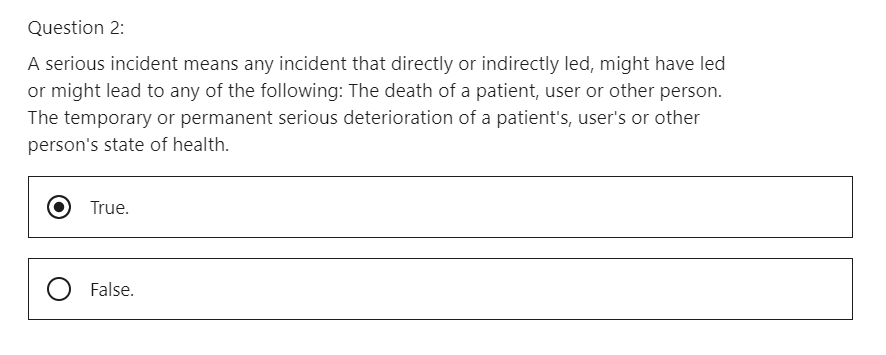 Question 2:
A serious incident means any incident that directly or indirectly led, might have led
or might lead to any of the following: The death of a patient, user or other person.
The temporary or permanent serious deterioration of a patient's, user's or other
person's state of health.
True.
False.